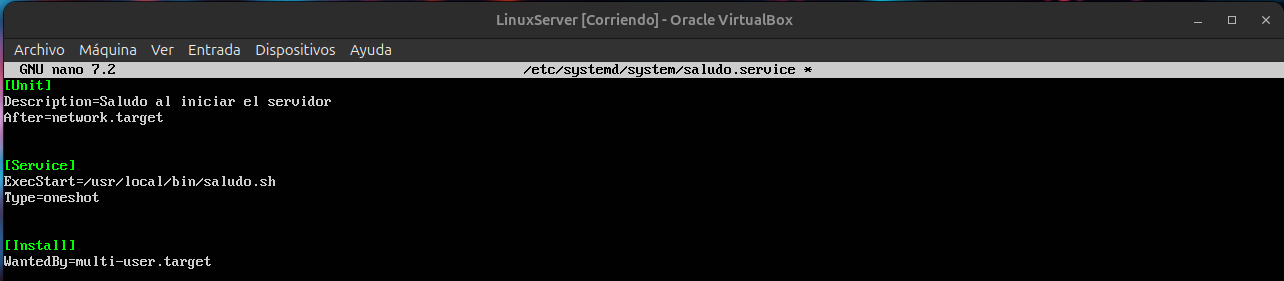 LinuxServer [Corriendo] - Oracle VirtualBox
Archivo Máquina Ver Entrada Dispositivos Ayuda
GNU nano 7.2 /etc/systemd/system/saludo.service *
[Unit]
Description=Saludo al iniciar el servidor
After=network.target
[Service]
ExecStart=/usr/local/bin/saludo.sh
Type=oneshot
[Install]
WantedBy=multi-user.target